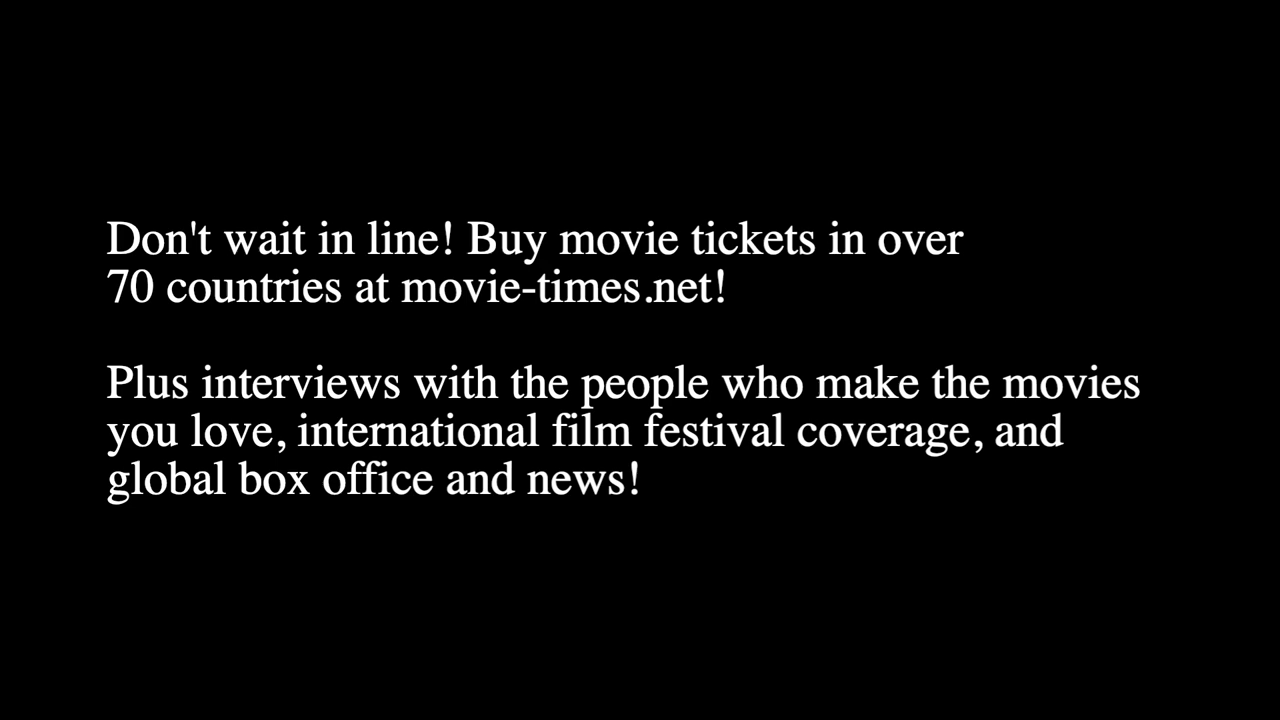 Don't wait in line! Buy movie tickets in over
70 countries at movie-times.net!
Plus interviews with the people who make the movies
you love, international film festival coverage, and
global box office and news!